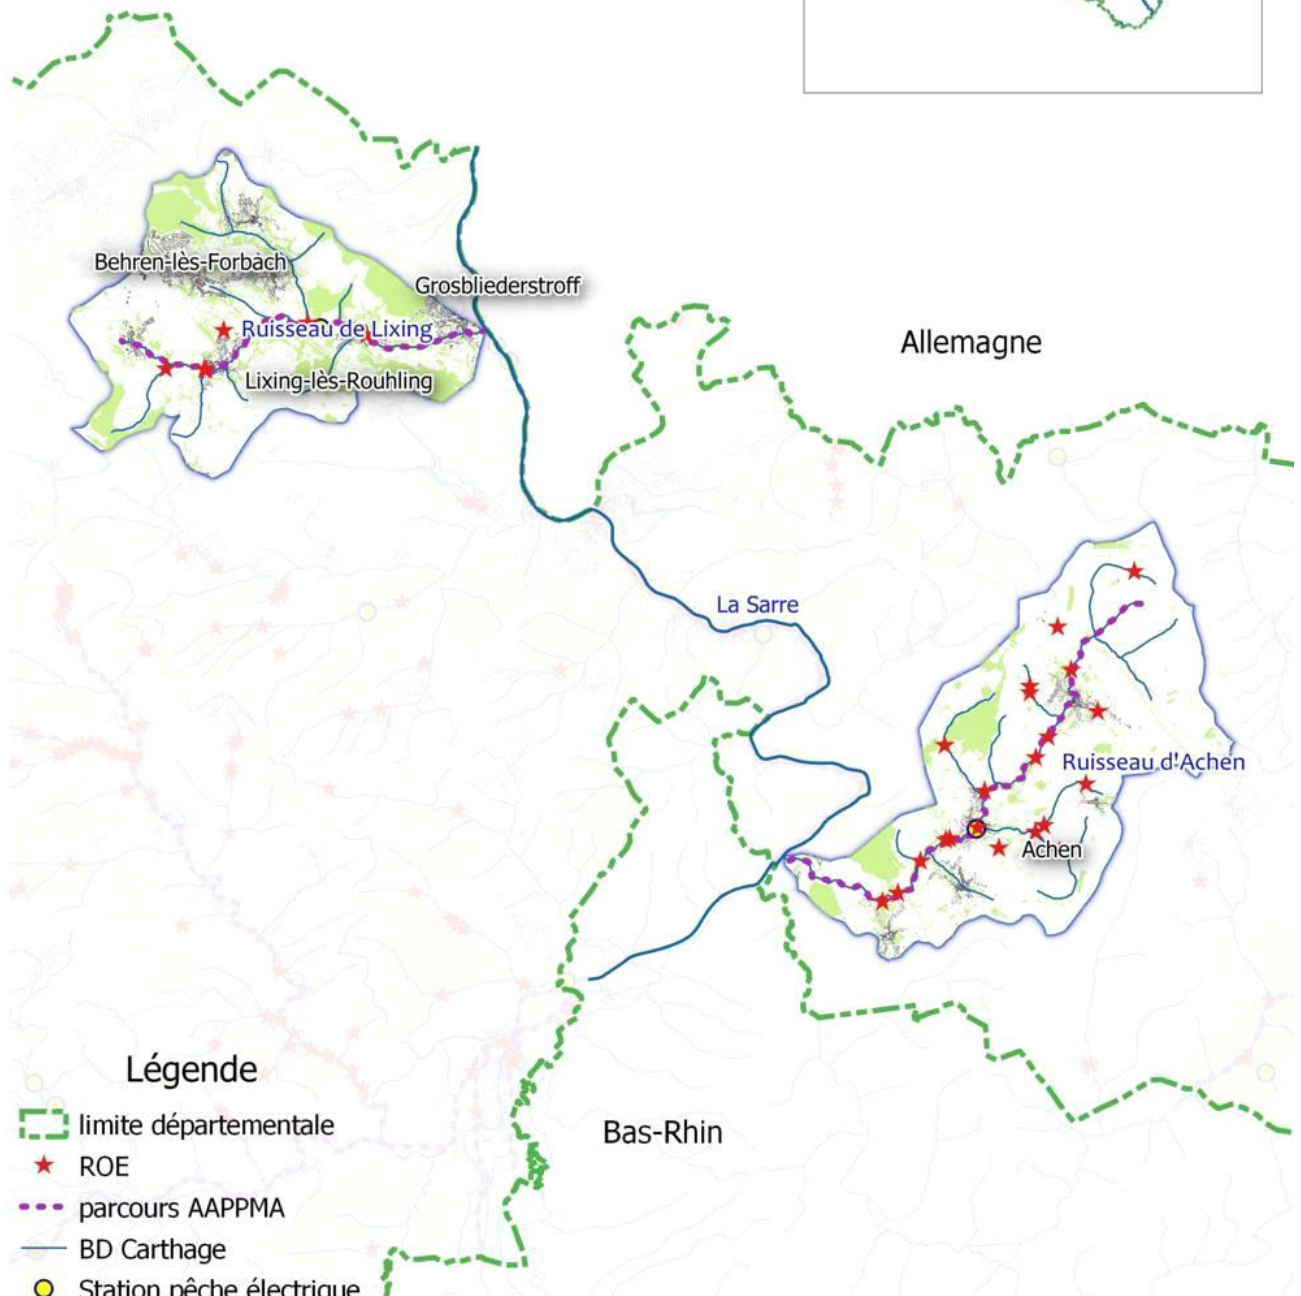 Behren-lès-Forbach
Grosbliederstroff
Ruisseau de Lixing
Allemagne
Lixing-lès-Rouhling
La Sarre
Ruisseau d'Achen
Achen
Légende
limite départementale
Bas-Rhin
ROE
parcours AAPPMA
BD Carthage
Station pêche électrique